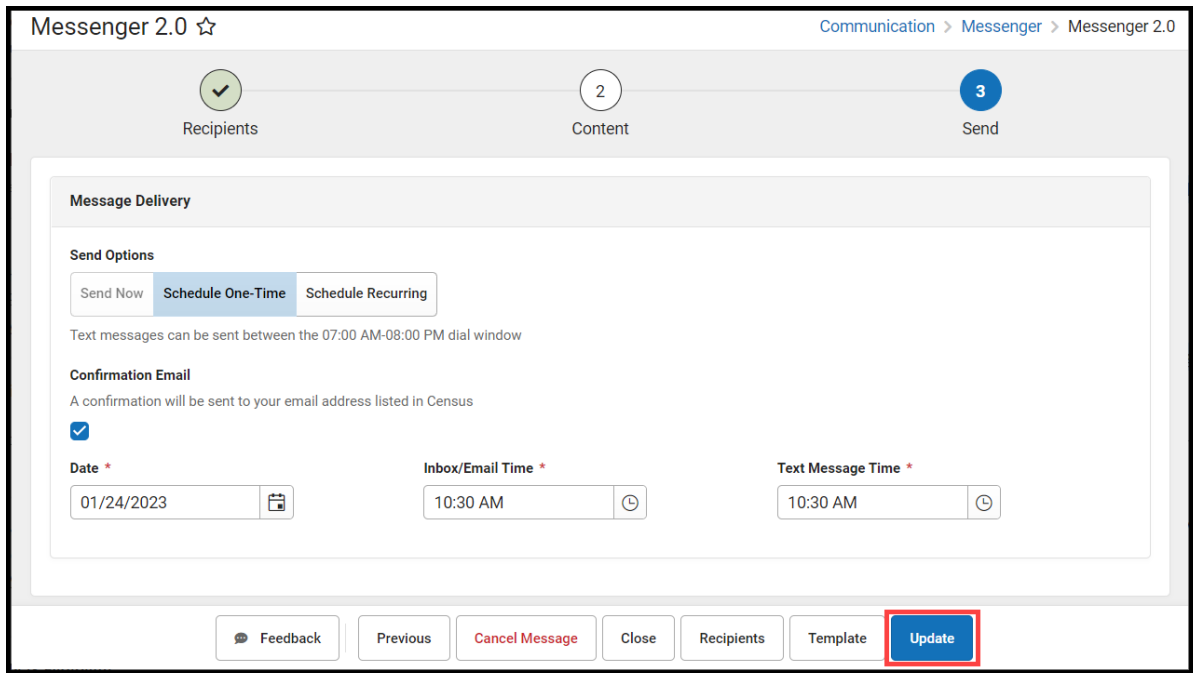 Messenger 2.0
Communication > Messenger > Messenger 2.0
2
3
Recipients
Content
Send
Message Delivery
Send Options
Send Now
Schedule One-Time
Schedule Recurring
Text messages can be sent between the 07:00 AM-08:00 PM dial window
Confirmation Email
A confirmation will be sent to your email address listed in Census
Date *
Inbox/Email Time *
Text Message Time *
01/24/2023
10:30 AM
10:30 AM
Feedback
Previous
Cancel Message
Close
Recipients
Template
Update